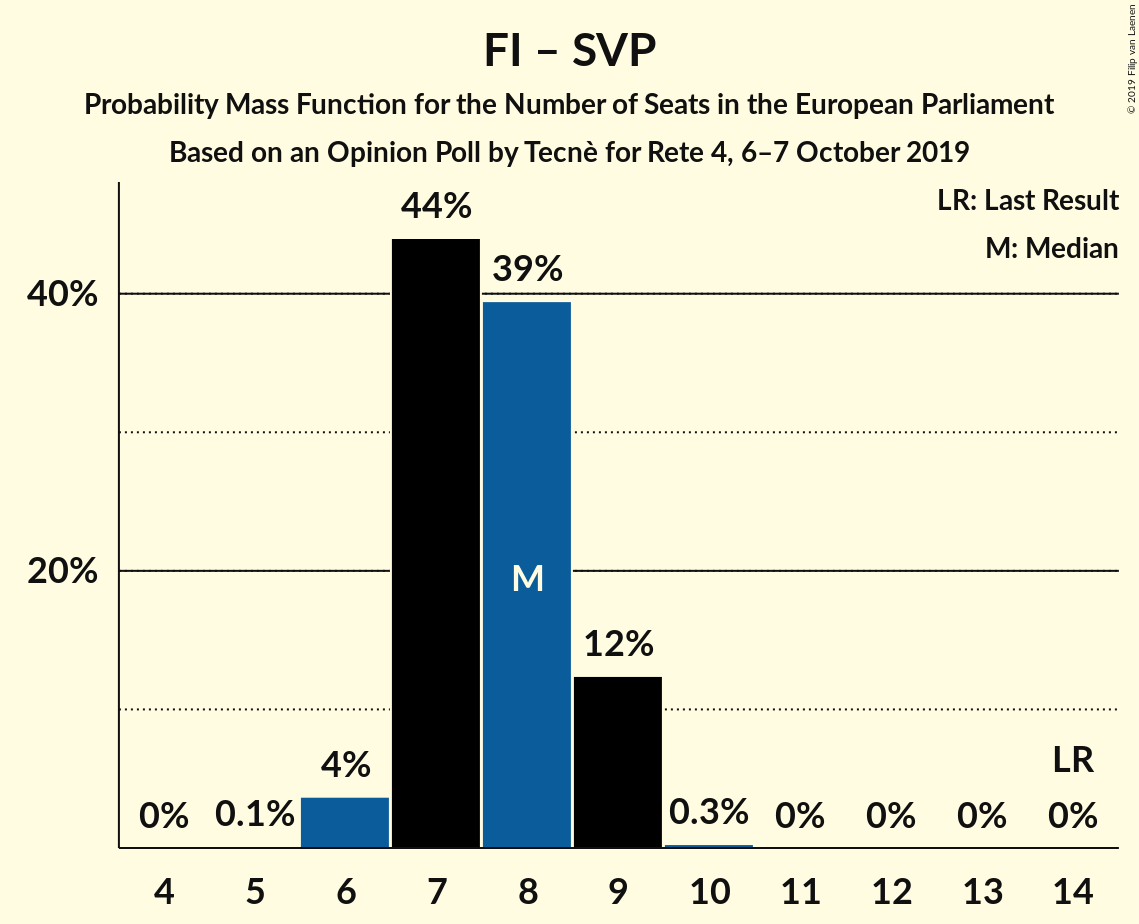 FI – SVP
Probability Mass Function for the Number of Seats in the European Parliament
Based on an Opinion Poll by Tecnè for Rete 4, 6–7 October 2019
© 2019 Filip van Laenen
LR: Last Result
M: Median
44%
39%
40%
20%
M
12%
LR
4%
0% 0.1% 0.3% 0% 0% 0% 0%
4 5 6 7 8 9 10 11 12 13 14